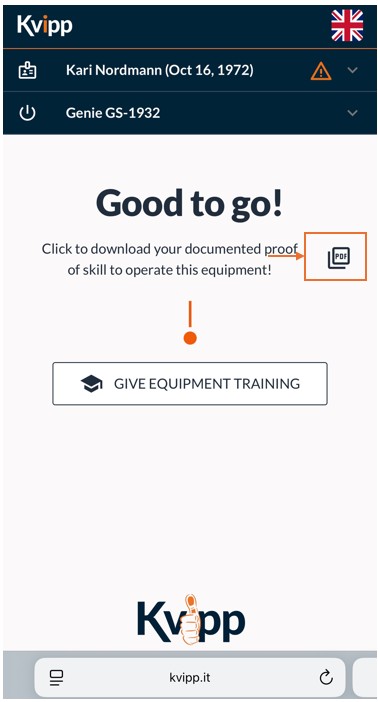 Kvipp
Kari Nordmann (Oct 16, 1972)
Genie GS-1932
Good to go!
Click to download your documented proof
of skill to operate this equipment!
PDF
GIVE EQUIPMENT TRAINING
Kvipp
kvipp.it